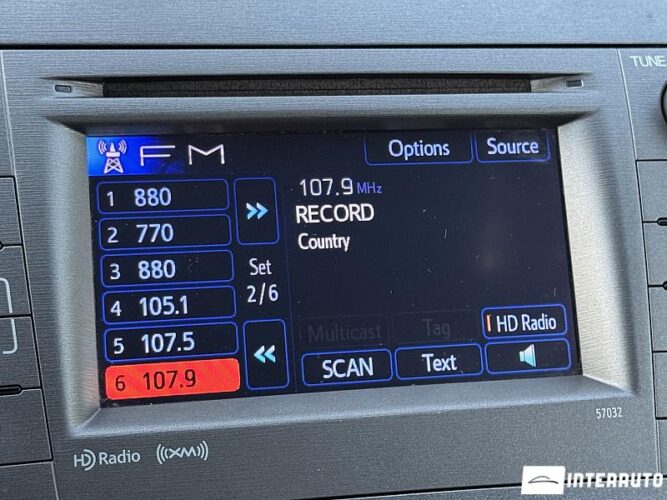 TUNE
FM
Options
Source
1 880
2 770
3 880
4 105.1
5 107.5
6 107.9
Set
2/6
107.9 MHz
RECORD
Country
Multicast
Tag
HD Radio
SCAN
Text
57032
HD Radio
((XM))
INTERAUTO